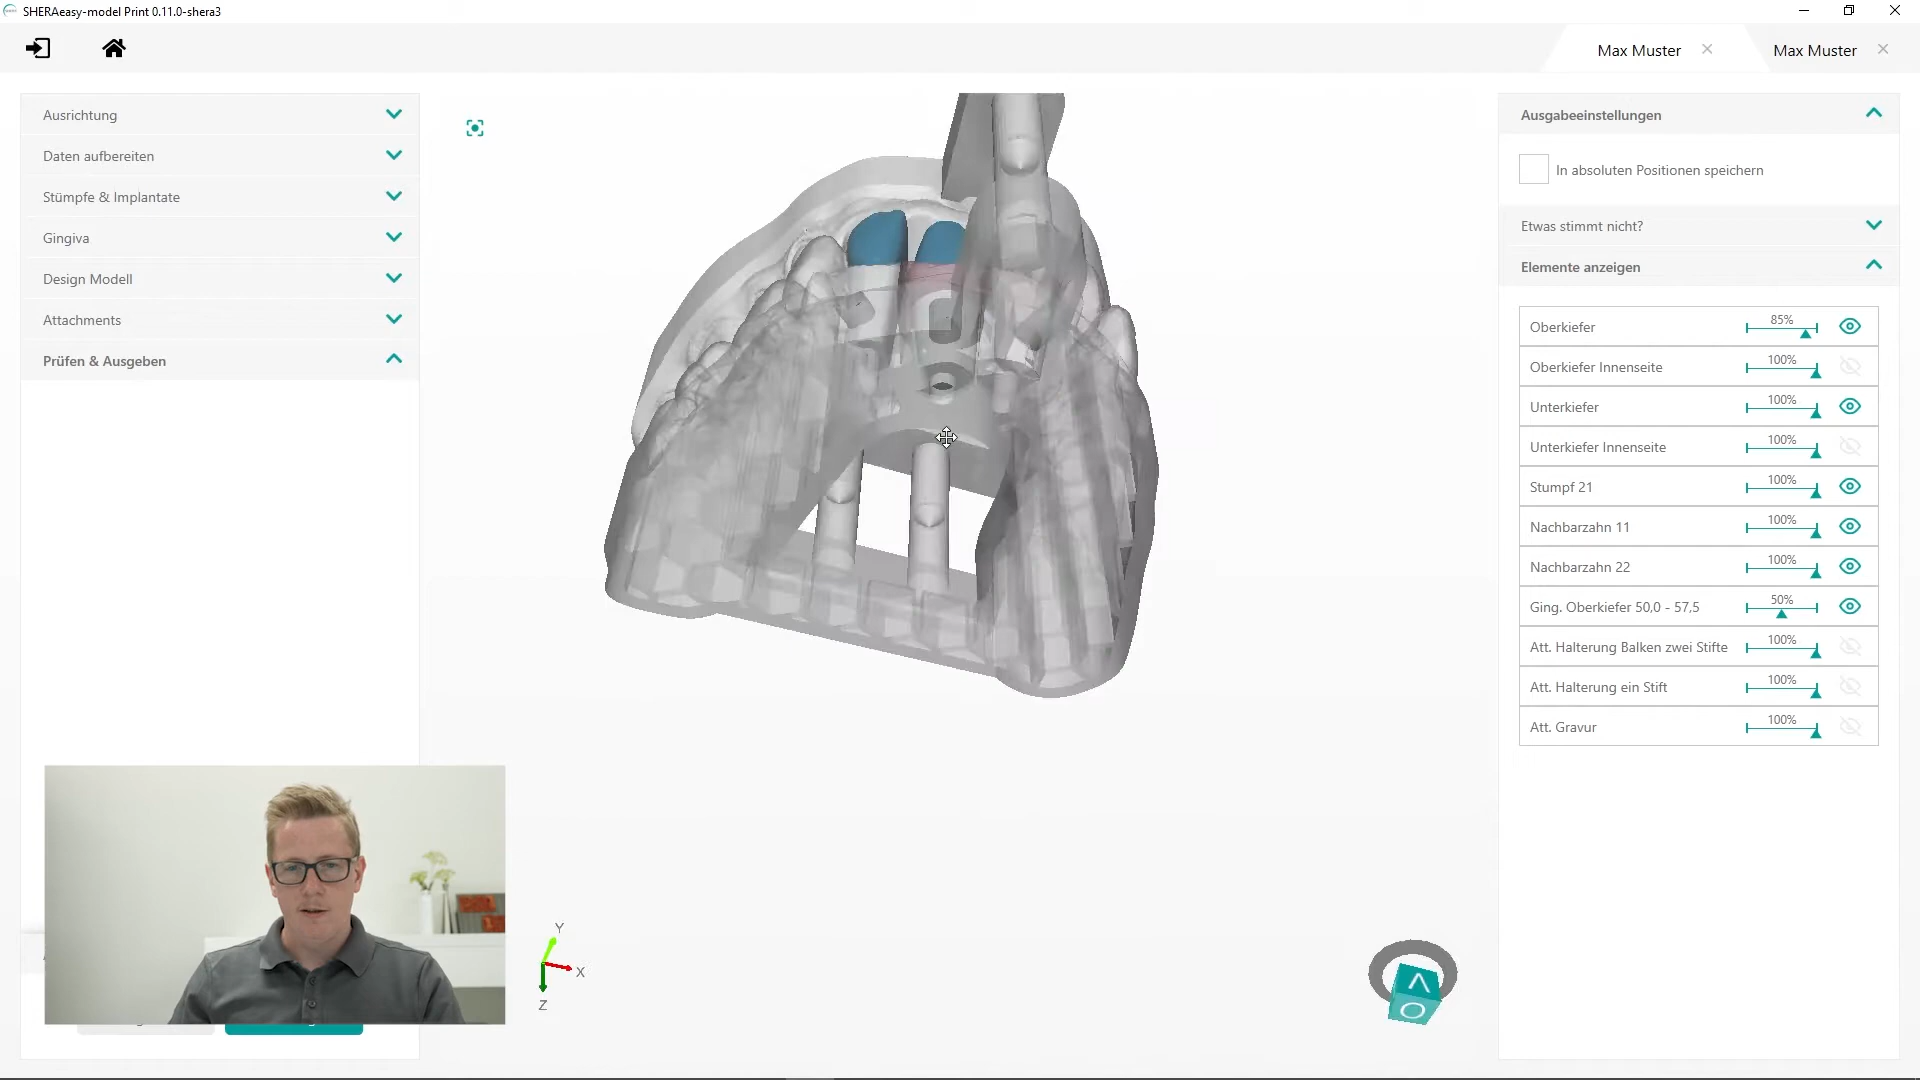 SHERAeasy-model Print 0.11.0-shera3
Max Muster
Max Muster
Ausrichtung
Daten aufbereiten
Stümpfe & Implantate
Gingiva
Design Modell
Attachments
Prüfen & Ausgeben
Ausgabeeinstellungen
In absoluten Positionen speichern
Etwas stimmt nicht?
Elemente anzeigen
Oberkiefer 85%
Oberkiefer Innenseite 100%
Unterkiefer 100%
Unterkiefer Innenseite 100%
Stumpf 21 100%
Nachbarzahn 11 100%
Nachbarzahn 22 100%
Ging. Oberkiefer 50,0 - 57,5 50%
Att. Halterung Balken zwei Stifte 100%
Att. Halterung ein Stift 100%
Att. Gravur 100%
Y
X
Z